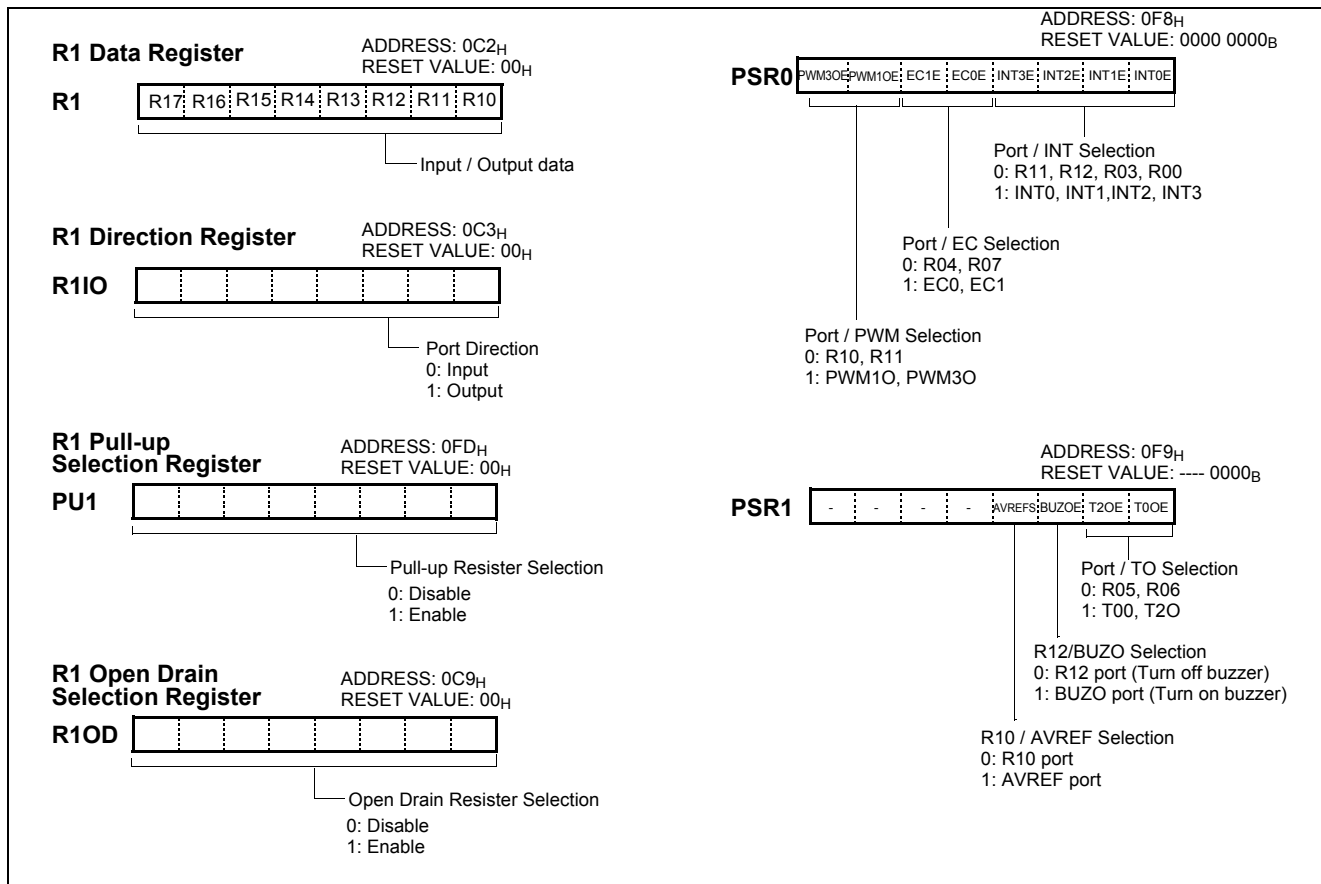 R1 Data Register
ADDRESS: 0C2H
RESET VALUE: 00H
R1
R17 R16 R15 R14 R13 R12 R11 R10
Input / Output data
R1 Direction Register
ADDRESS: 0C3H
RESET VALUE: 00H
R1IO
Port Direction
0: Input
1: Output
R1 Pull-up
Selection Register
ADDRESS: 0FDH
RESET VALUE: 00H
PU1
Pull-up Resister Selection
0: Disable
1: Enable
R1 Open Drain
Selection Register
ADDRESS: 0C9H
RESET VALUE: 00H
R1OD
Open Drain Resister Selection
0: Disable
1: Enable
ADDRESS: 0F8H
RESET VALUE: 0000 0000B
PSR0
PWM3OE PWM1OE EC1E EC0E INT3E INT2E INT1E INT0E
Port / INT Selection
0: R11, R12, R03, R00
1: INT0, INT1,INT2, INT3
Port / EC Selection
0: R04, R07
1: EC0, EC1
Port / PWM Selection
0: R10, R11
1: PWM1O, PWM3O
ADDRESS: 0F9H
RESET VALUE: ---- 0000B
PSR1
- - - - AVREFS BUZOE T2OE T0OE
Port / TO Selection
0: R05, R06
1: T00, T2O
R12/BUZO Selection
0: R12 port (Turn off buzzer)
1: BUZO port (Turn on buzzer)
R10 / AVREF Selection
0: R10 port
1: AVREF port